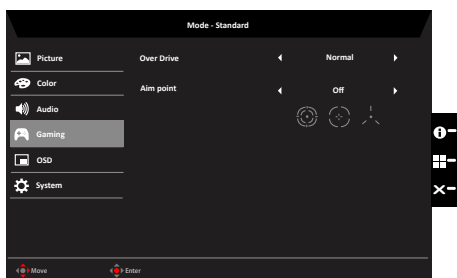 Mode - Standard
Picture
Over Drive
Normal
Color
Aim point
Off
Audio
Gaming
OSD
System
Move
Enter